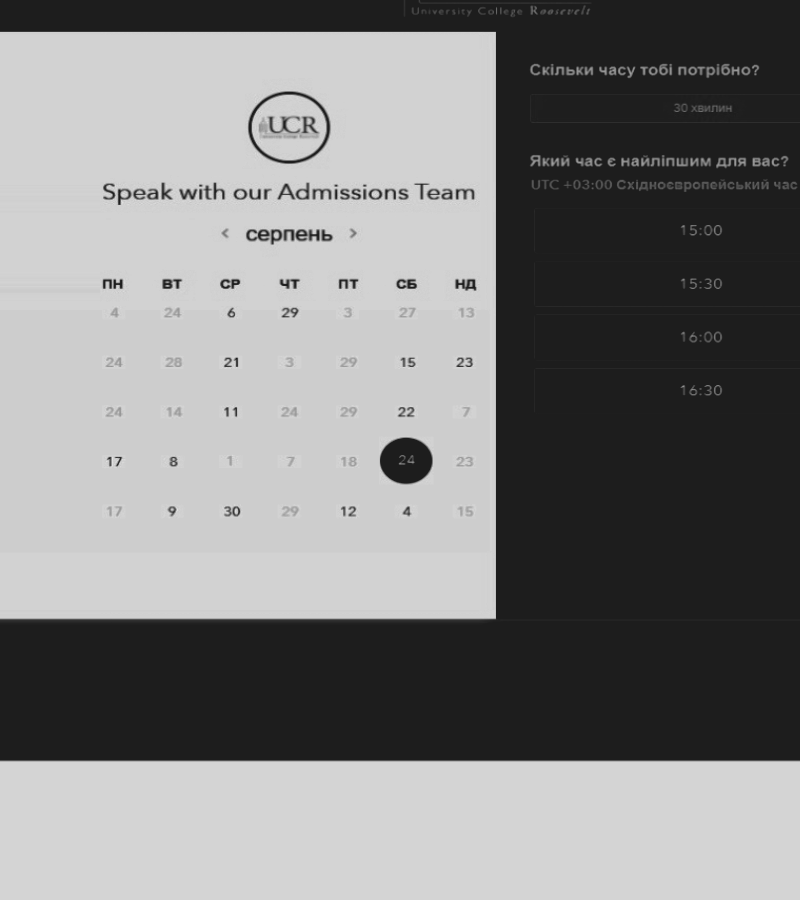 University College Roosevelt
UCR
Speak with our Admissions Team
< серпень >
ПН ВТ СР ЧТ ПТ СБ НД
4 24 6 29 3 27 13
24 28 21 3 29 15 23
24 14 11 24 29 22 7
17 8 1 7 18 24 23
17 9 30 29 12 4 15
Скільки часу тобі потрібно?
30 хвилин
Який час є найліпшим для вас?
UTC +03:00 Східноєвропейський час
15:00
15:30
16:00
16:30